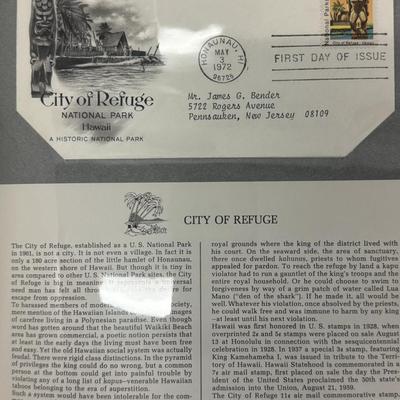 City of Refuge
NATIONAL PARK
Hawaii
A HISTORIC NATIONAL PARK
HONAUNAU, HI
MAY
3
1972
96726
National Parks
City of Refuge
FIRST DAY OF ISSUE
Mr. James G. Bender
5722 Rogers Avenue
Pennsauken, New Jersey 08109
CITY OF REFUGE
The City of Refuge, established as a U. S. National Park
in 1961, is not a city. It is not even a village. In fact it is
only a 180 acre section of the little hamlet of Honaunau,
on the western shore of Hawaii. But though it is tiny in
area compared to other U. S. National Park sites, the City
of Refuge is big in meaning. It represents a universal
need man has felt all through for
escape from oppression.
To harassed members of modern society,
mere mention of the Hawaiian Islands images
of carefree living in a Polynesian paradise. Even though
word has gotten around that the beautiful Waikiki Beach
area has grown commercial, a poetic notion persists that
at least in the early days the living must have been free
and easy. Yet the old Hawaiian social system was actually
feudal. There were rigid class distinctions. In the pyramid
of privileges the king could do no wrong, but a common
person at the bottom could get into painful trouble by
violating any of a long list of kapus–venerable Hawaiian
taboos belonging to the era of idols.
Such a system would have been intolerable for the com-
royal grounds where the king of the district lived with
his court. On the seaward side, the area of sanctuary,
there also dwelled kahunas, priests to whom fugitives
appealed for pardon. To reach the refuge by land a kapu
violator had to run a gauntlet of the king's troops and the
entire royal household. Or he could choose to swim to
forgiveness by way of a grim patch of water called Lua
Mano ("den of the shark"). If he made it, all would be
well. Whatever his violation, once absolved by the priests,
he could walk free and was immune to harm by any king
– at least until his next violation.
Hawaii was first honored in U. S. stamps in 1928, when
overprinted 2¢ and 5¢ stamps were placed on sale August
13 at Honolulu in connection with the sesquicentennial
celebration in 1928. In 1937 a special 3¢ stamp, featuring
King Kamehameha I, was issued in tribute to the Terri-
tory of Hawaii. Hawaii Statehood is commemorated in a
7¢ air mail stamp, first placed on sale the day the Pres-
ident of the United States proclaimed the 50th state's
admission into the Union, August 21, 1959.
The City of Refuge 11¢ air mail commemorative stamp,